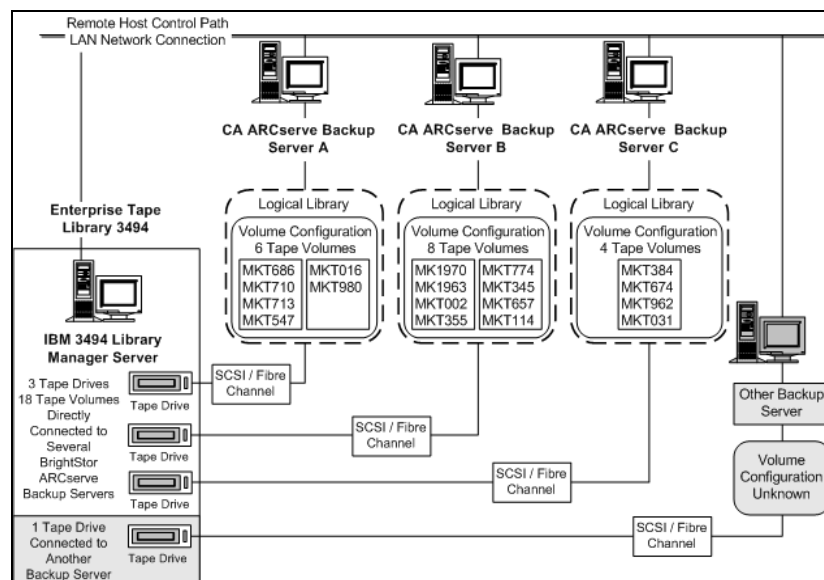 Remote Host Control Path
LAN Network Connection
CA ARCserve Backup
Server A
CA ARCserve Backup
Server B
CA ARCserve Backup
Server C
Enterprise Tape
Library 3494
Logical Library
Volume Configuration
6 Tape Volumes
MKT686
MKT710
MKT713
MKT547
MKT016
MKT980
Logical Library
Volume Configuration
8 Tape Volumes
MK1970
MK1963
MKT002
MKT355
MKT774
MKT345
MKT657
MKT114
Logical Library
Volume Configuration
4 Tape Volumes
MKT384
MKT674
MKT962
MKT031
IBM 3494 Library
Manager Server
3 Tape Drives
18 Tape Volumes
Directly
Connected to
Several
BrightStor
ARCserve
Backup Servers
Tape Drive
Tape Drive
Tape Drive
SCSI / Fibre
Channel
SCSI / Fibre
Channel
SCSI / Fibre
Channel
Other Backup
Server
Volume
Configuration
Unknown
1 Tape Drive
Connected to
Another
Backup Server
Tape Drive
SCSI / Fibre
Channel